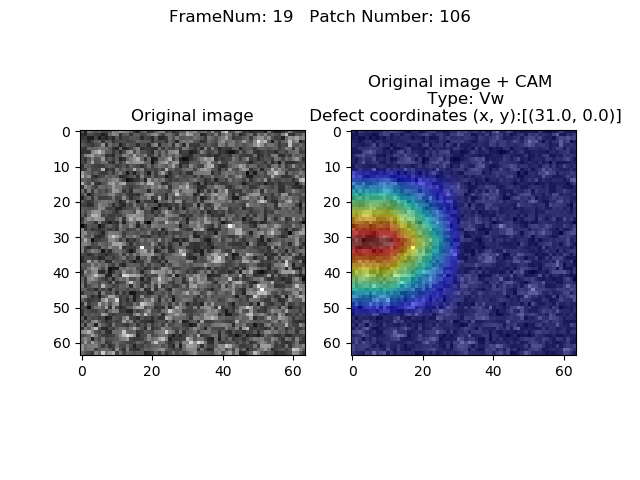 FrameNum: 19   Patch Number: 106
Original image
Original image + CAM
Type: Vw
Defect coordinates (x, y):[(31.0, 0.0)]
0
10
20
30
40
50
60
0 20 40 60
0
10
20
30
40
50
60
0 20 40 60